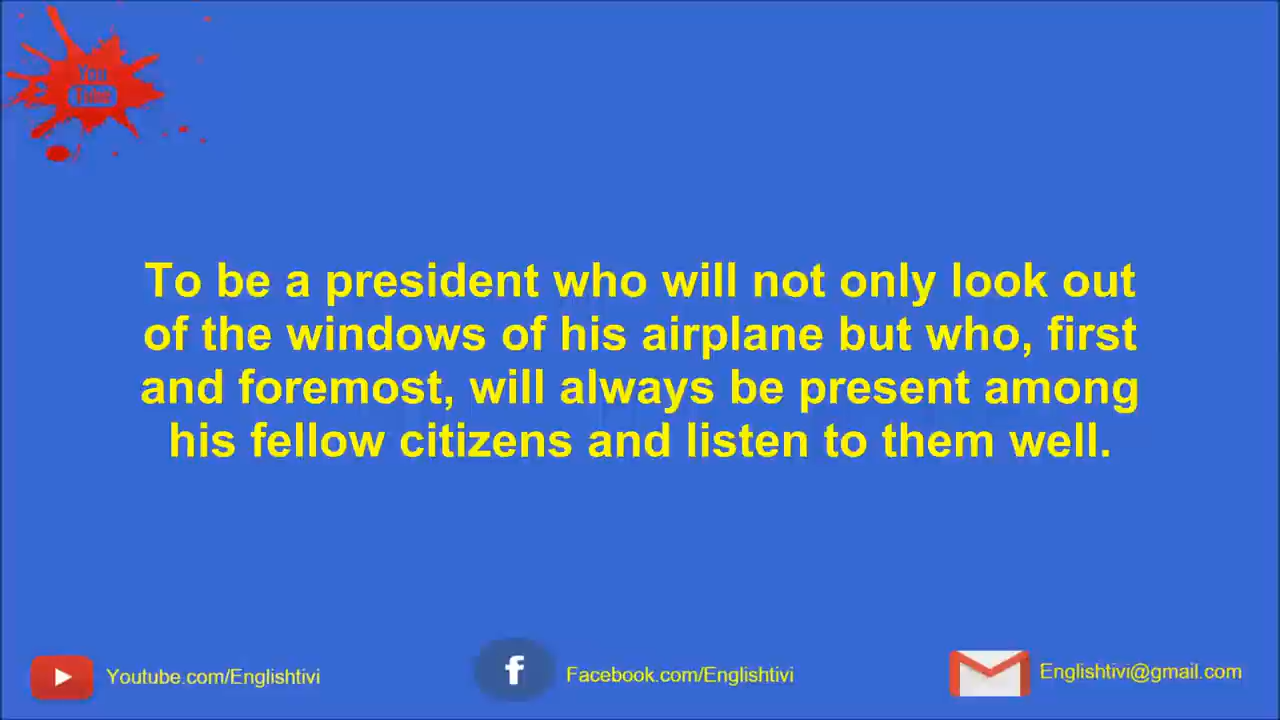 You
Tube
To be a president who will not only look out
of the windows of his airplane but who, first
and foremost, will always be present among
his fellow citizens and listen to them well.
Youtube.com/Englishtivi
f
Facebook.com/Englishtivi
Englishtivi@gmail.com